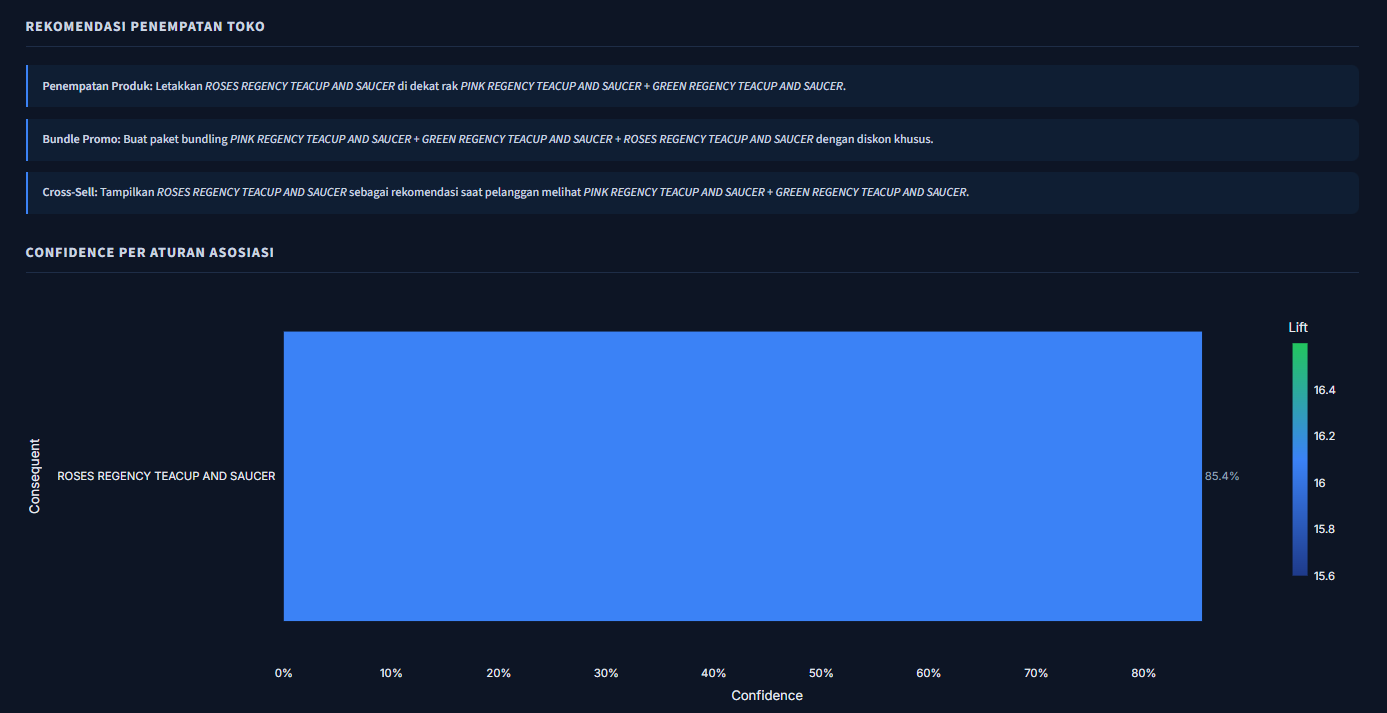 REKOMENDASI PENEMPATAN TOKO
Penempatan Produk: Letakkan ROSES REGENCY TEACUP AND SAUCER di dekat rak PINK REGENCY TEACUP AND SAUCER + GREEN REGENCY TEACUP AND SAUCER.
Bundle Promo: Buat paket bundling PINK REGENCY TEACUP AND SAUCER + GREEN REGENCY TEACUP AND SAUCER + ROSES REGENCY TEACUP AND SAUCER dengan diskon khusus.
Cross-Sell: Tampilkan ROSES REGENCY TEACUP AND SAUCER sebagai rekomendasi saat pelanggan melihat PINK REGENCY TEACUP AND SAUCER + GREEN REGENCY TEACUP AND SAUCER.
CONFIDENCE PER ATURAN ASOSIASI
Lift
16.4
16.2
16
15.8
15.6
Consequent
ROSES REGENCY TEACUP AND SAUCER
85.4%
0% 10% 20% 30% 40% 50% 60% 70% 80%
Confidence